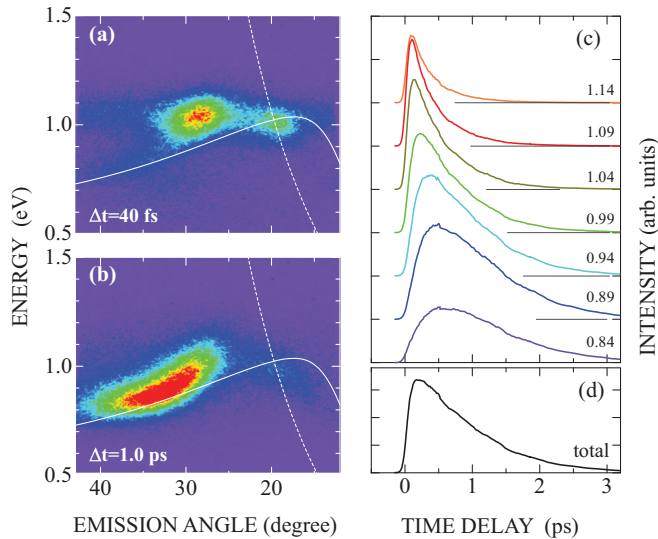 (a)
1.5
1.0
0.5
Δt=40 fs
(b)
1.5
1.0
0.5
Δt=1.0 ps
40
30
20
ENERGY (eV)
EMISSION ANGLE (degree)
(c)
1.14
1.09
1.04
0.99
0.94
0.89
0.84
(d)
total
0
1
2
3
TIME DELAY (ps)
INTENSITY (arb. units)